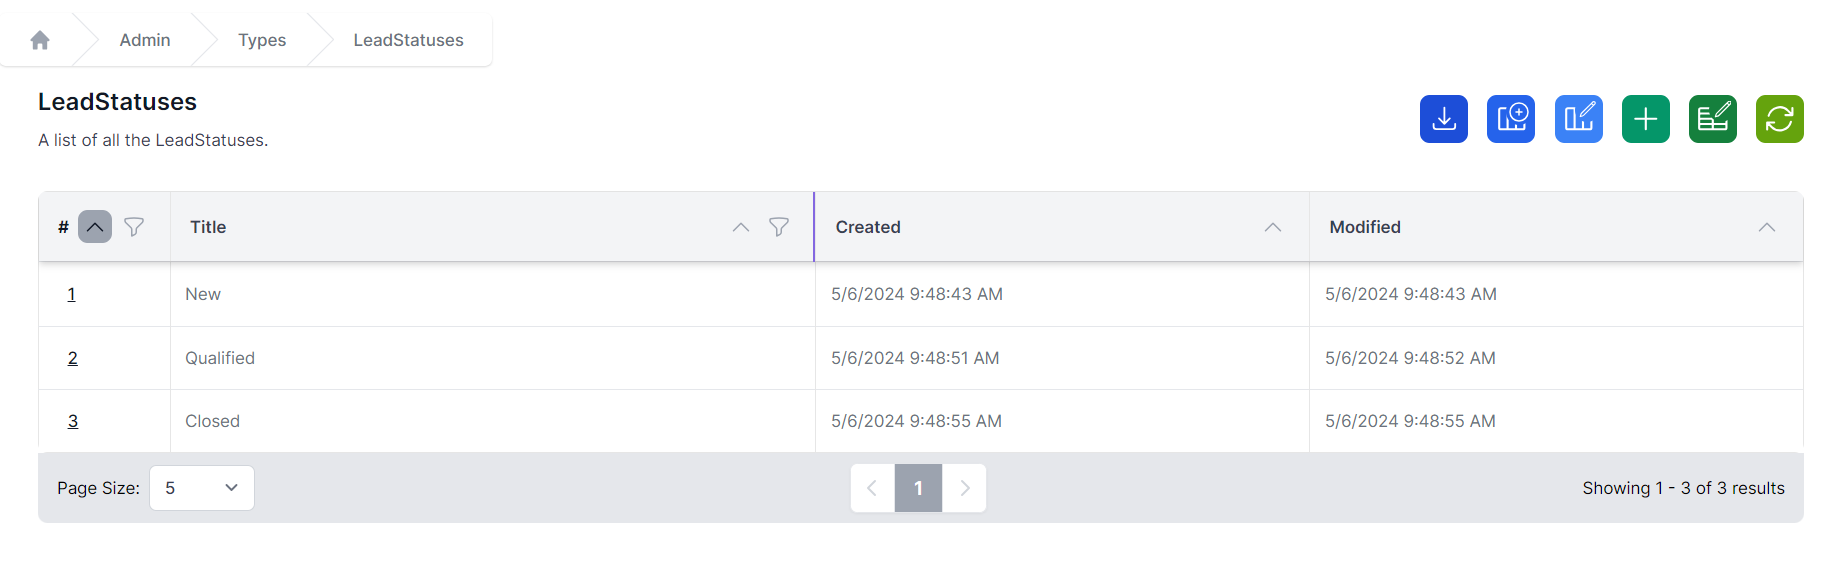 Admin Types LeadStatuses
LeadStatuses
A list of all the LeadStatuses.
# Title Created Modified
1 New 5/6/2024 9:48:43 AM 5/6/2024 9:48:43 AM
2 Qualified 5/6/2024 9:48:51 AM 5/6/2024 9:48:52 AM
3 Closed 5/6/2024 9:48:55 AM 5/6/2024 9:48:55 AM
Page Size: 5 1 Showing 1 - 3 of 3 results